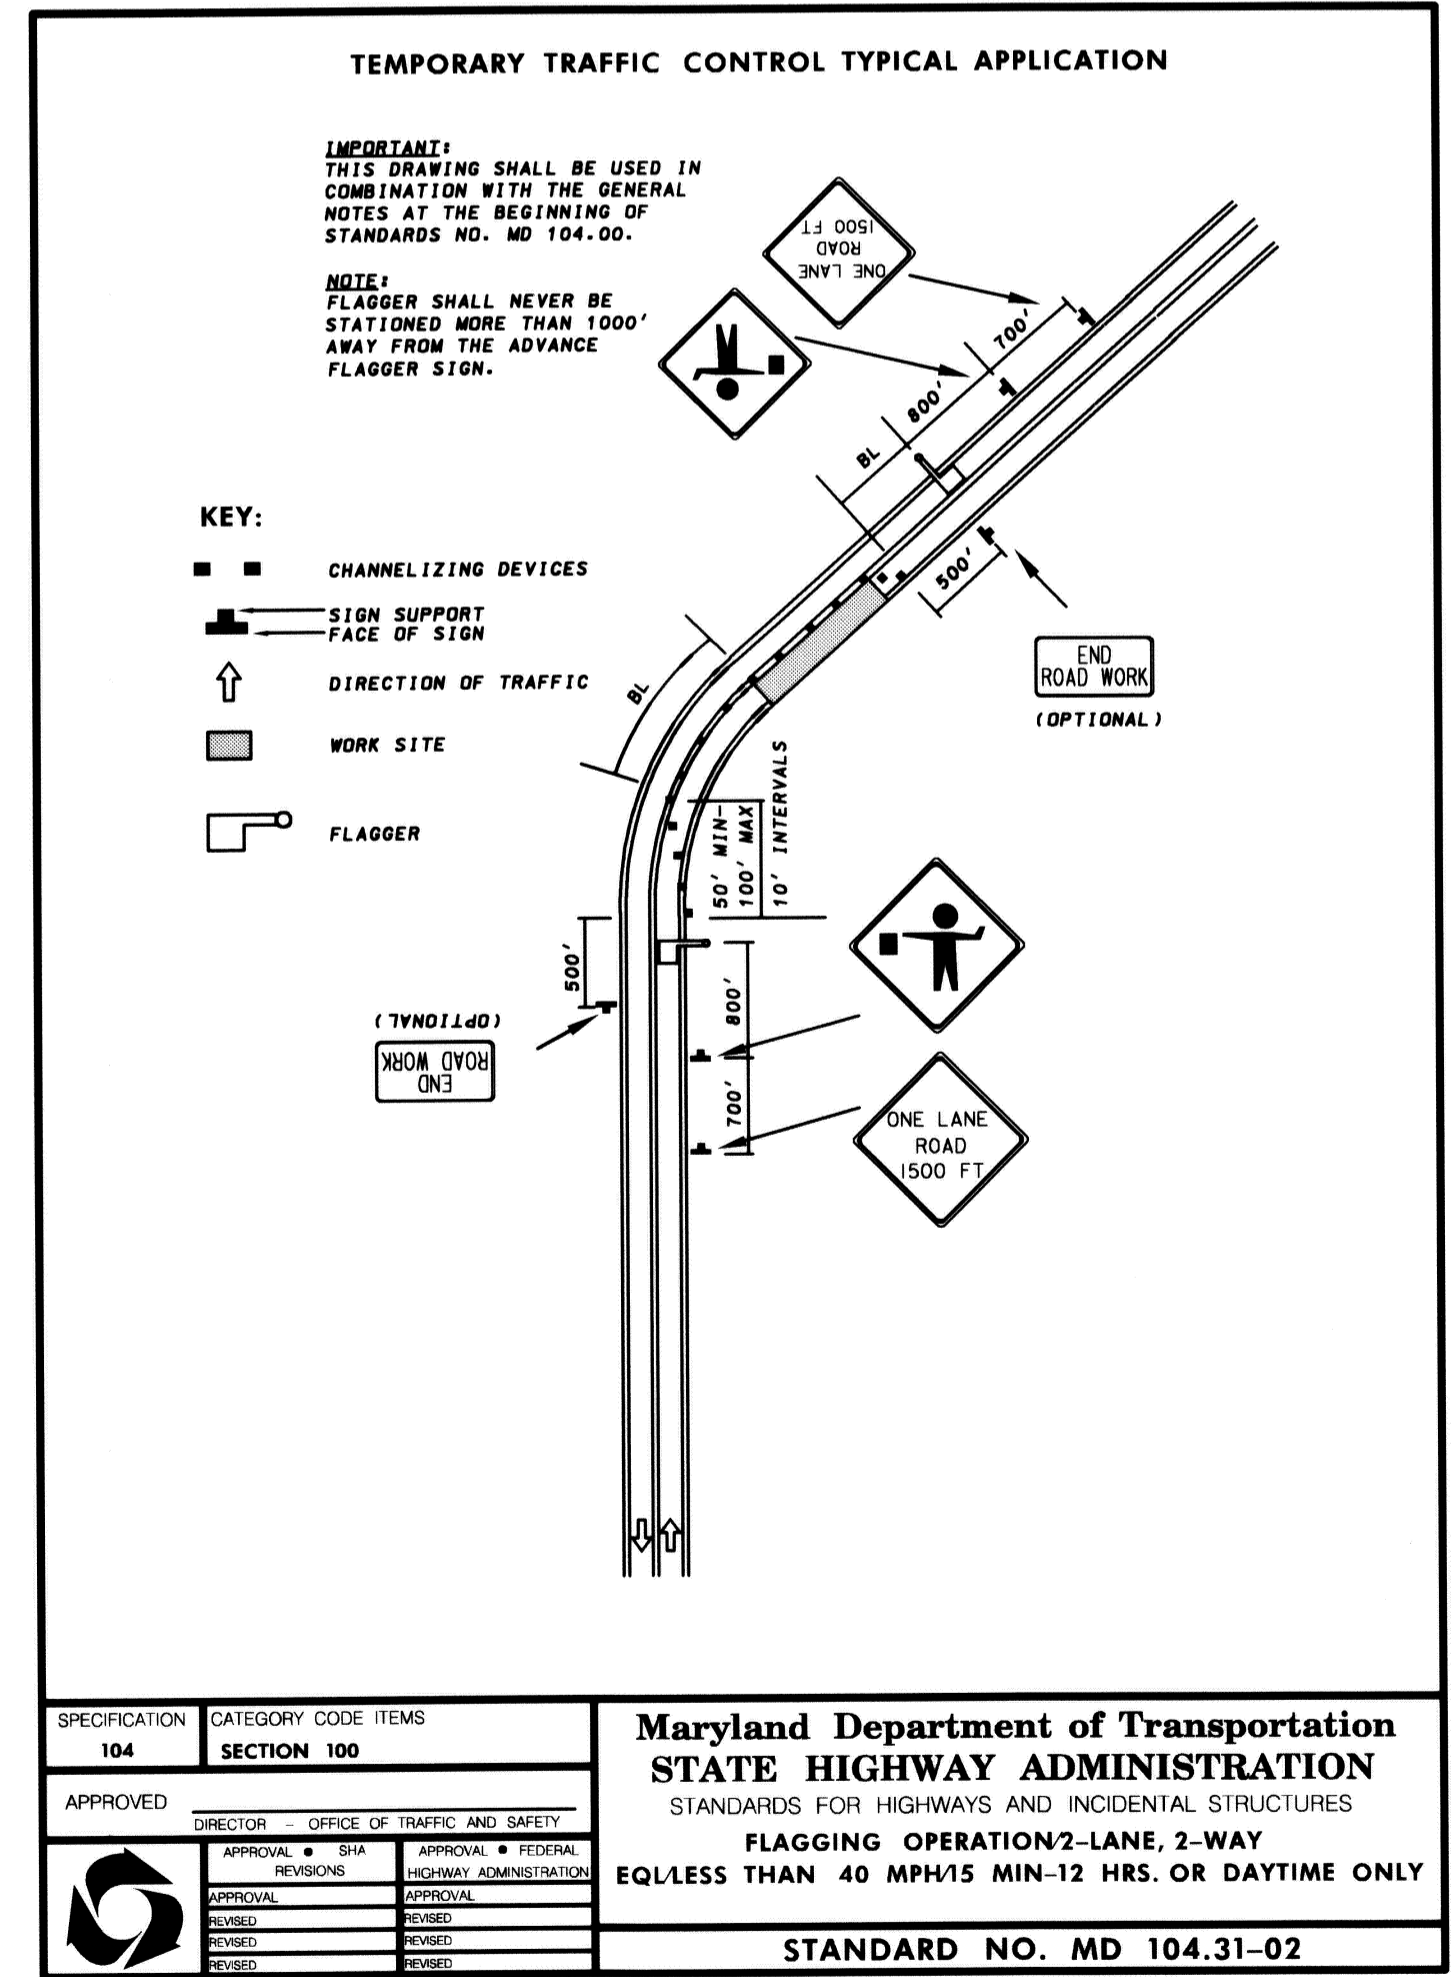 TEMPORARY TRAFFIC CONTROL TYPICAL APPLICATION
IMPORTANT:
THIS DRAWING SHALL BE USED IN
COMBINATION WITH THE GENERAL
NOTES AT THE BEGINNING OF
STANDARDS NO. MD 104.00.
NOTE:
FLAGGER SHALL NEVER BE
STATIONED MORE THAN 1000'
AWAY FROM THE ADVANCE
FLAGGER SIGN.
ONE LANE
ROAD
1500 FT
700'
800'
BL
500'
END
ROAD WORK
(OPTIONAL)
KEY:
CHANNELIZING DEVICES
SIGN SUPPORT
FACE OF SIGN
DIRECTION OF TRAFFIC
WORK SITE
FLAGGER
BL
50' MIN-
100' MAX
10' INTERVALS
500'
END
ROAD WORK
(OPTIONAL)
800'
700'
ONE LANE
ROAD
1500 FT
SPECIFICATION
104
CATEGORY CODE ITEMS
SECTION 100
APPROVED
DIRECTOR - OFFICE OF TRAFFIC AND SAFETY
APPROVAL ● SHA
REVISIONS
APPROVAL
REVISED
REVISED
REVISED
APPROVAL ● FEDERAL
HIGHWAY ADMINISTRATION
APPROVAL
REVISED
REVISED
REVISED
Maryland Department of Transportation
STATE HIGHWAY ADMINISTRATION
STANDARDS FOR HIGHWAYS AND INCIDENTAL STRUCTURES
FLAGGING OPERATION/2-LANE, 2-WAY
EQL/LESS THAN 40 MPH/15 MIN-12 HRS. OR DAYTIME ONLY
STANDARD NO. MD 104.31-02